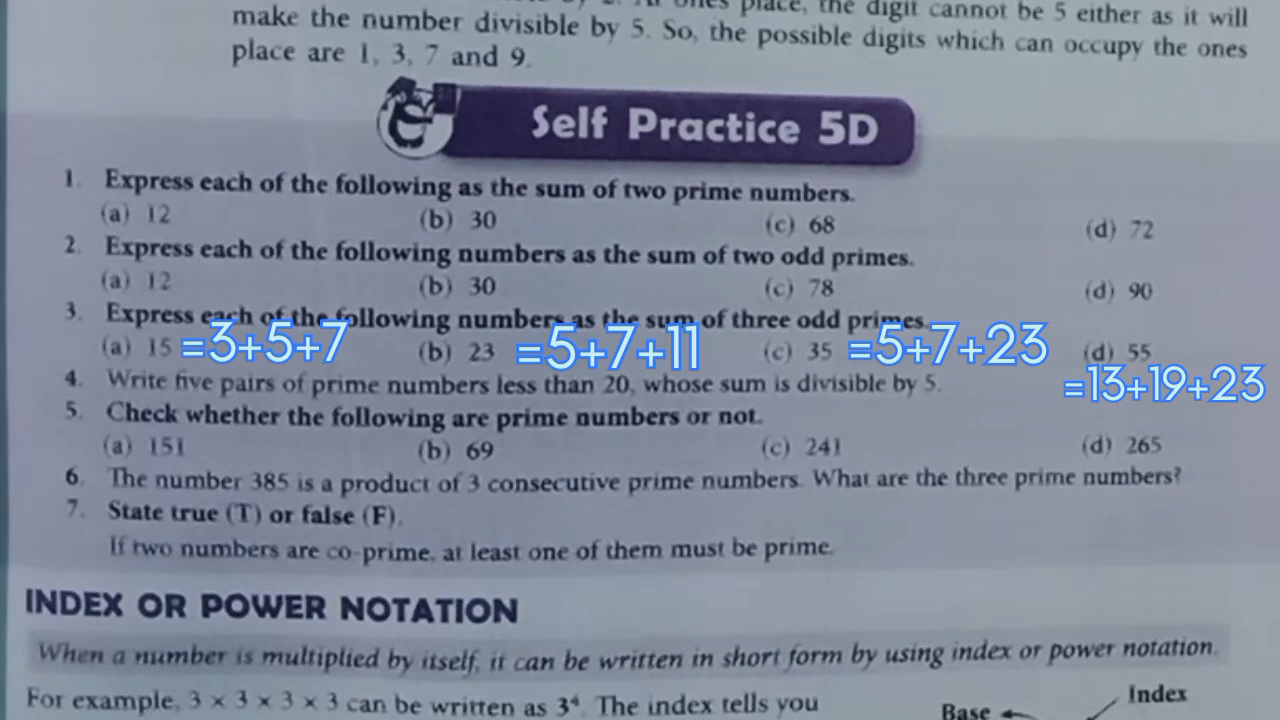 place, the digit cannot be 5 either as it will
make the number divisible by 5. So, the possible digits which can occupy the ones
place are 1, 3, 7 and 9.
Self Practice 5D
1. Express each of the following as the sum of two prime numbers.
(a) 12 (b) 30 (c) 68 (d) 72
2. Express each of the following numbers as the sum of two odd primes.
(a) 12 (b) 30 (c) 78 (d) 90
3. Express each of the following numbers as the sum of three odd primes.
(a) 15 =3+5+7 (b) 23 =5+7+11 (c) 35 =5+7+23 (d) 55
=13+19+23
4. Write five pairs of prime numbers less than 20, whose sum is divisible by 5.
5. Check whether the following are prime numbers or not.
(a) 151 (b) 69 (c) 241 (d) 265
6. The number 385 is a product of 3 consecutive prime numbers. What are the three prime numbers?
7. State true (T) or false (F).
If two numbers are co-prime, at least one of them must be prime.
INDEX OR POWER NOTATION
When a number is multiplied by itself, it can be written in short form by using index or power notation.
For example, 3 × 3 × 3 × 3 can be written as 3⁴. The index tells you
Index
Base